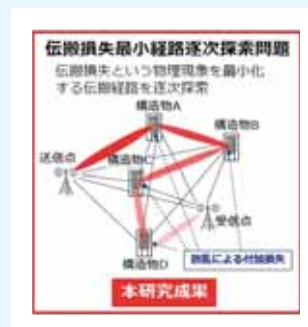 伝搬損失最小経路逐次探索問題
伝搬損失という物理現象を最小化
する伝搬経路を逐次探索
構造物A
構造物B
送信点
構造物C
受信点
による付加損失
構造物D
本研究成果